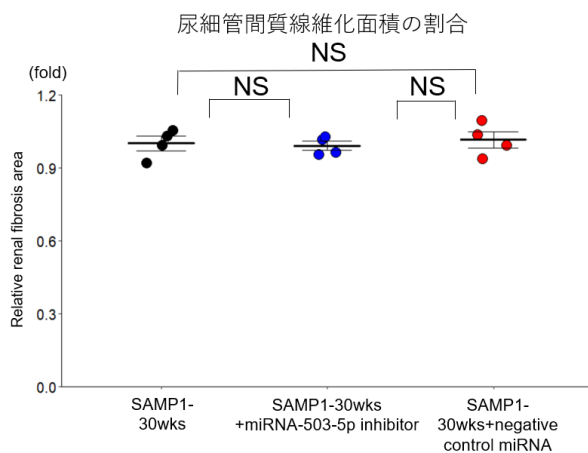 尿細管間質線維化面積の割合
(fold)
NS
NS
NS
1.2
0.9
0.6
0.3
0.0
Relative renal fibrosis area
SAMP1-
30wks
SAMP1-30wks
+miRNA-503-5p inhibitor
SAMP1-
30wks+negative
control miRNA